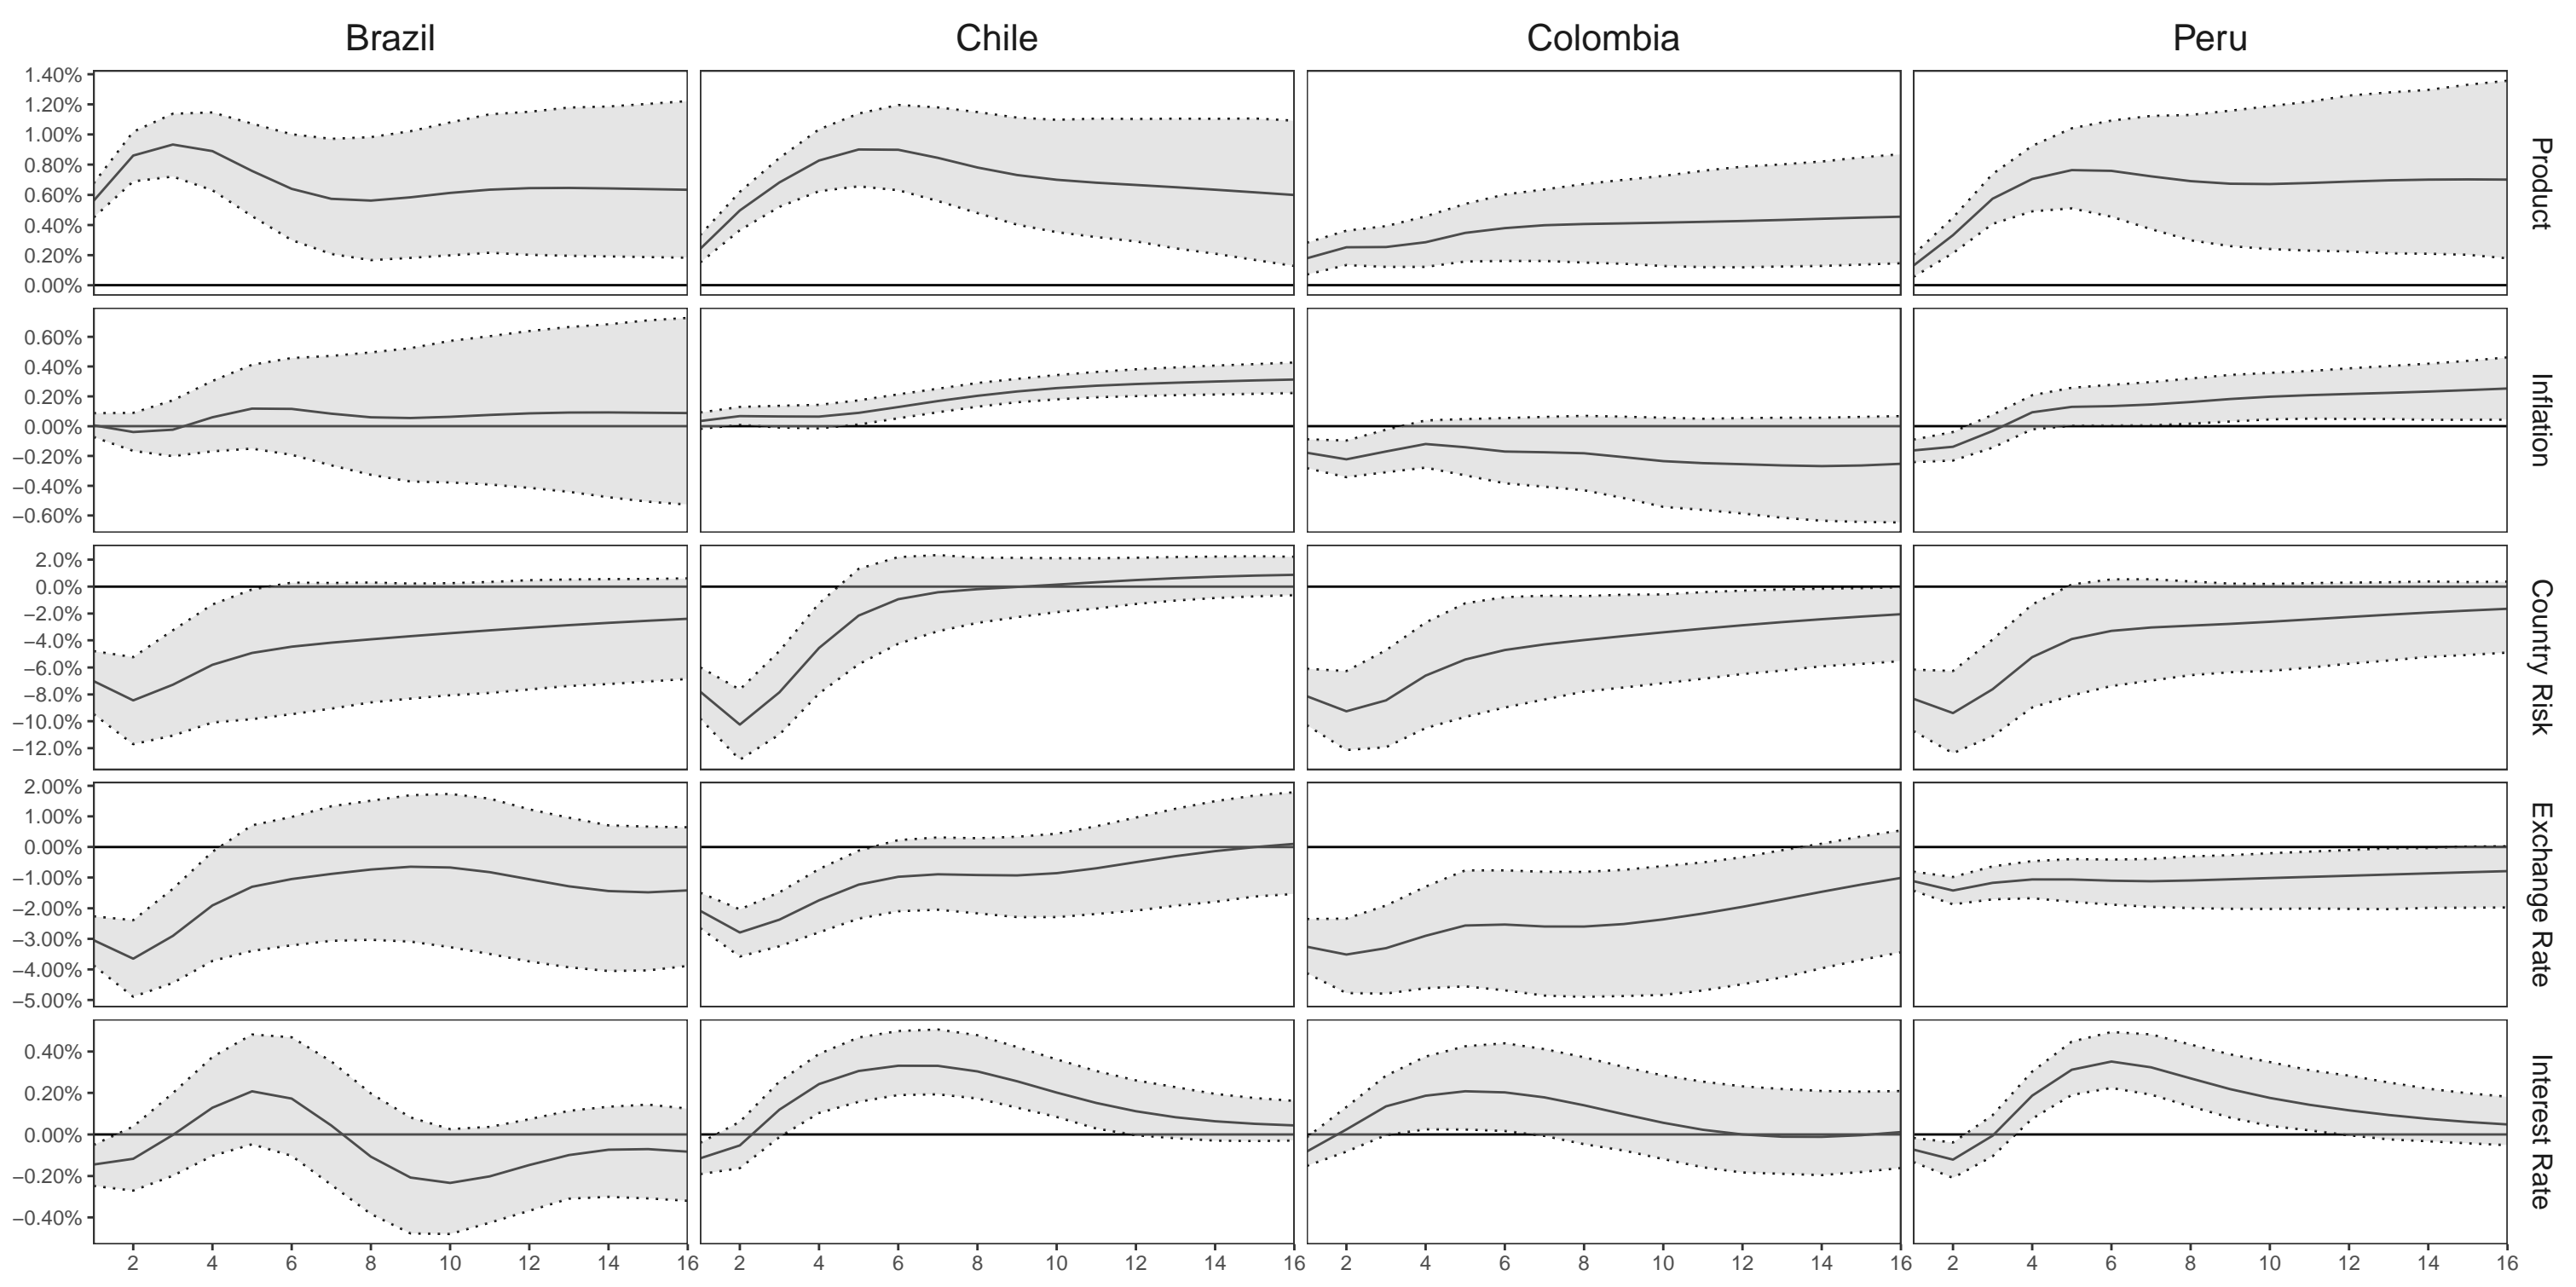 Brazil
Chile
Colombia
Peru
1.40%
1.20%
1.00%
0.80%
0.60%
0.40%
0.20%
0.00%
Product
0.60%
0.40%
0.20%
0.00%
−0.20%
−0.40%
−0.60%
Inflation
2.0%
0.0%
−2.0%
−4.0%
−6.0%
−8.0%
−10.0%
−12.0%
Country Risk
2.00%
1.00%
0.00%
−1.00%
−2.00%
−3.00%
−4.00%
−5.00%
Exchange Rate
0.40%
0.20%
0.00%
−0.20%
−0.40%
Interest Rate
2 4 6 8 10 12 14 16
2 4 6 8 10 12 14 16
2 4 6 8 10 12 14 16
2 4 6 8 10 12 14 16